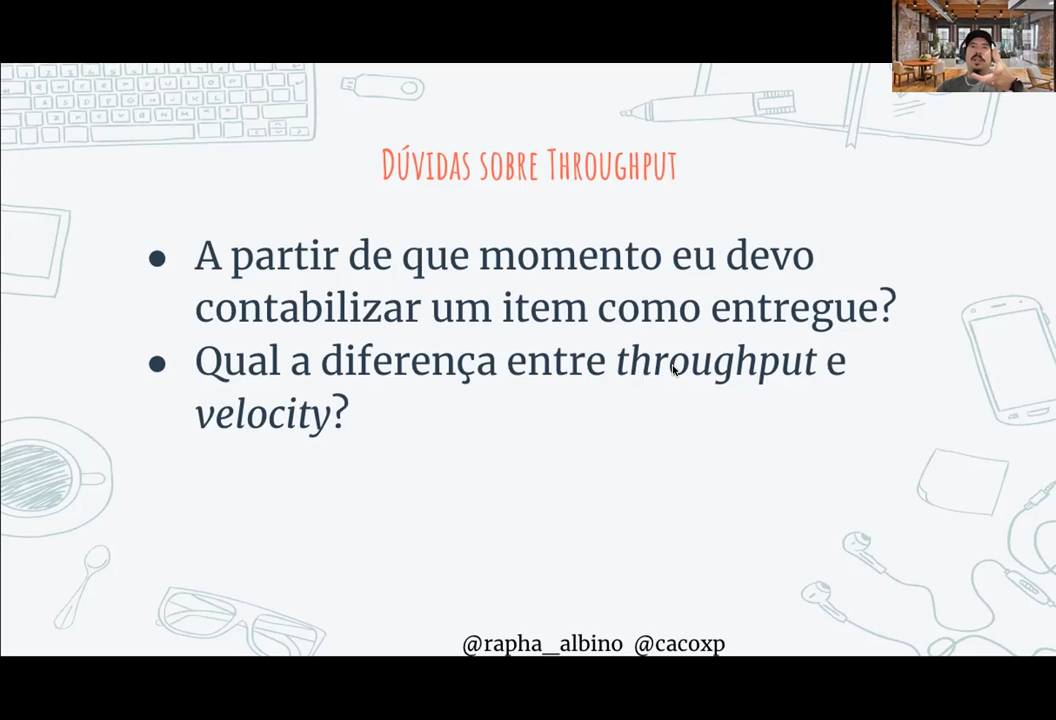 Dúvidas sobre Throughput
● A partir de que momento eu devo
contabilizar um item como entregue?
● Qual a diferença entre throughput e
velocity?
@rapha_albino @cacoxp